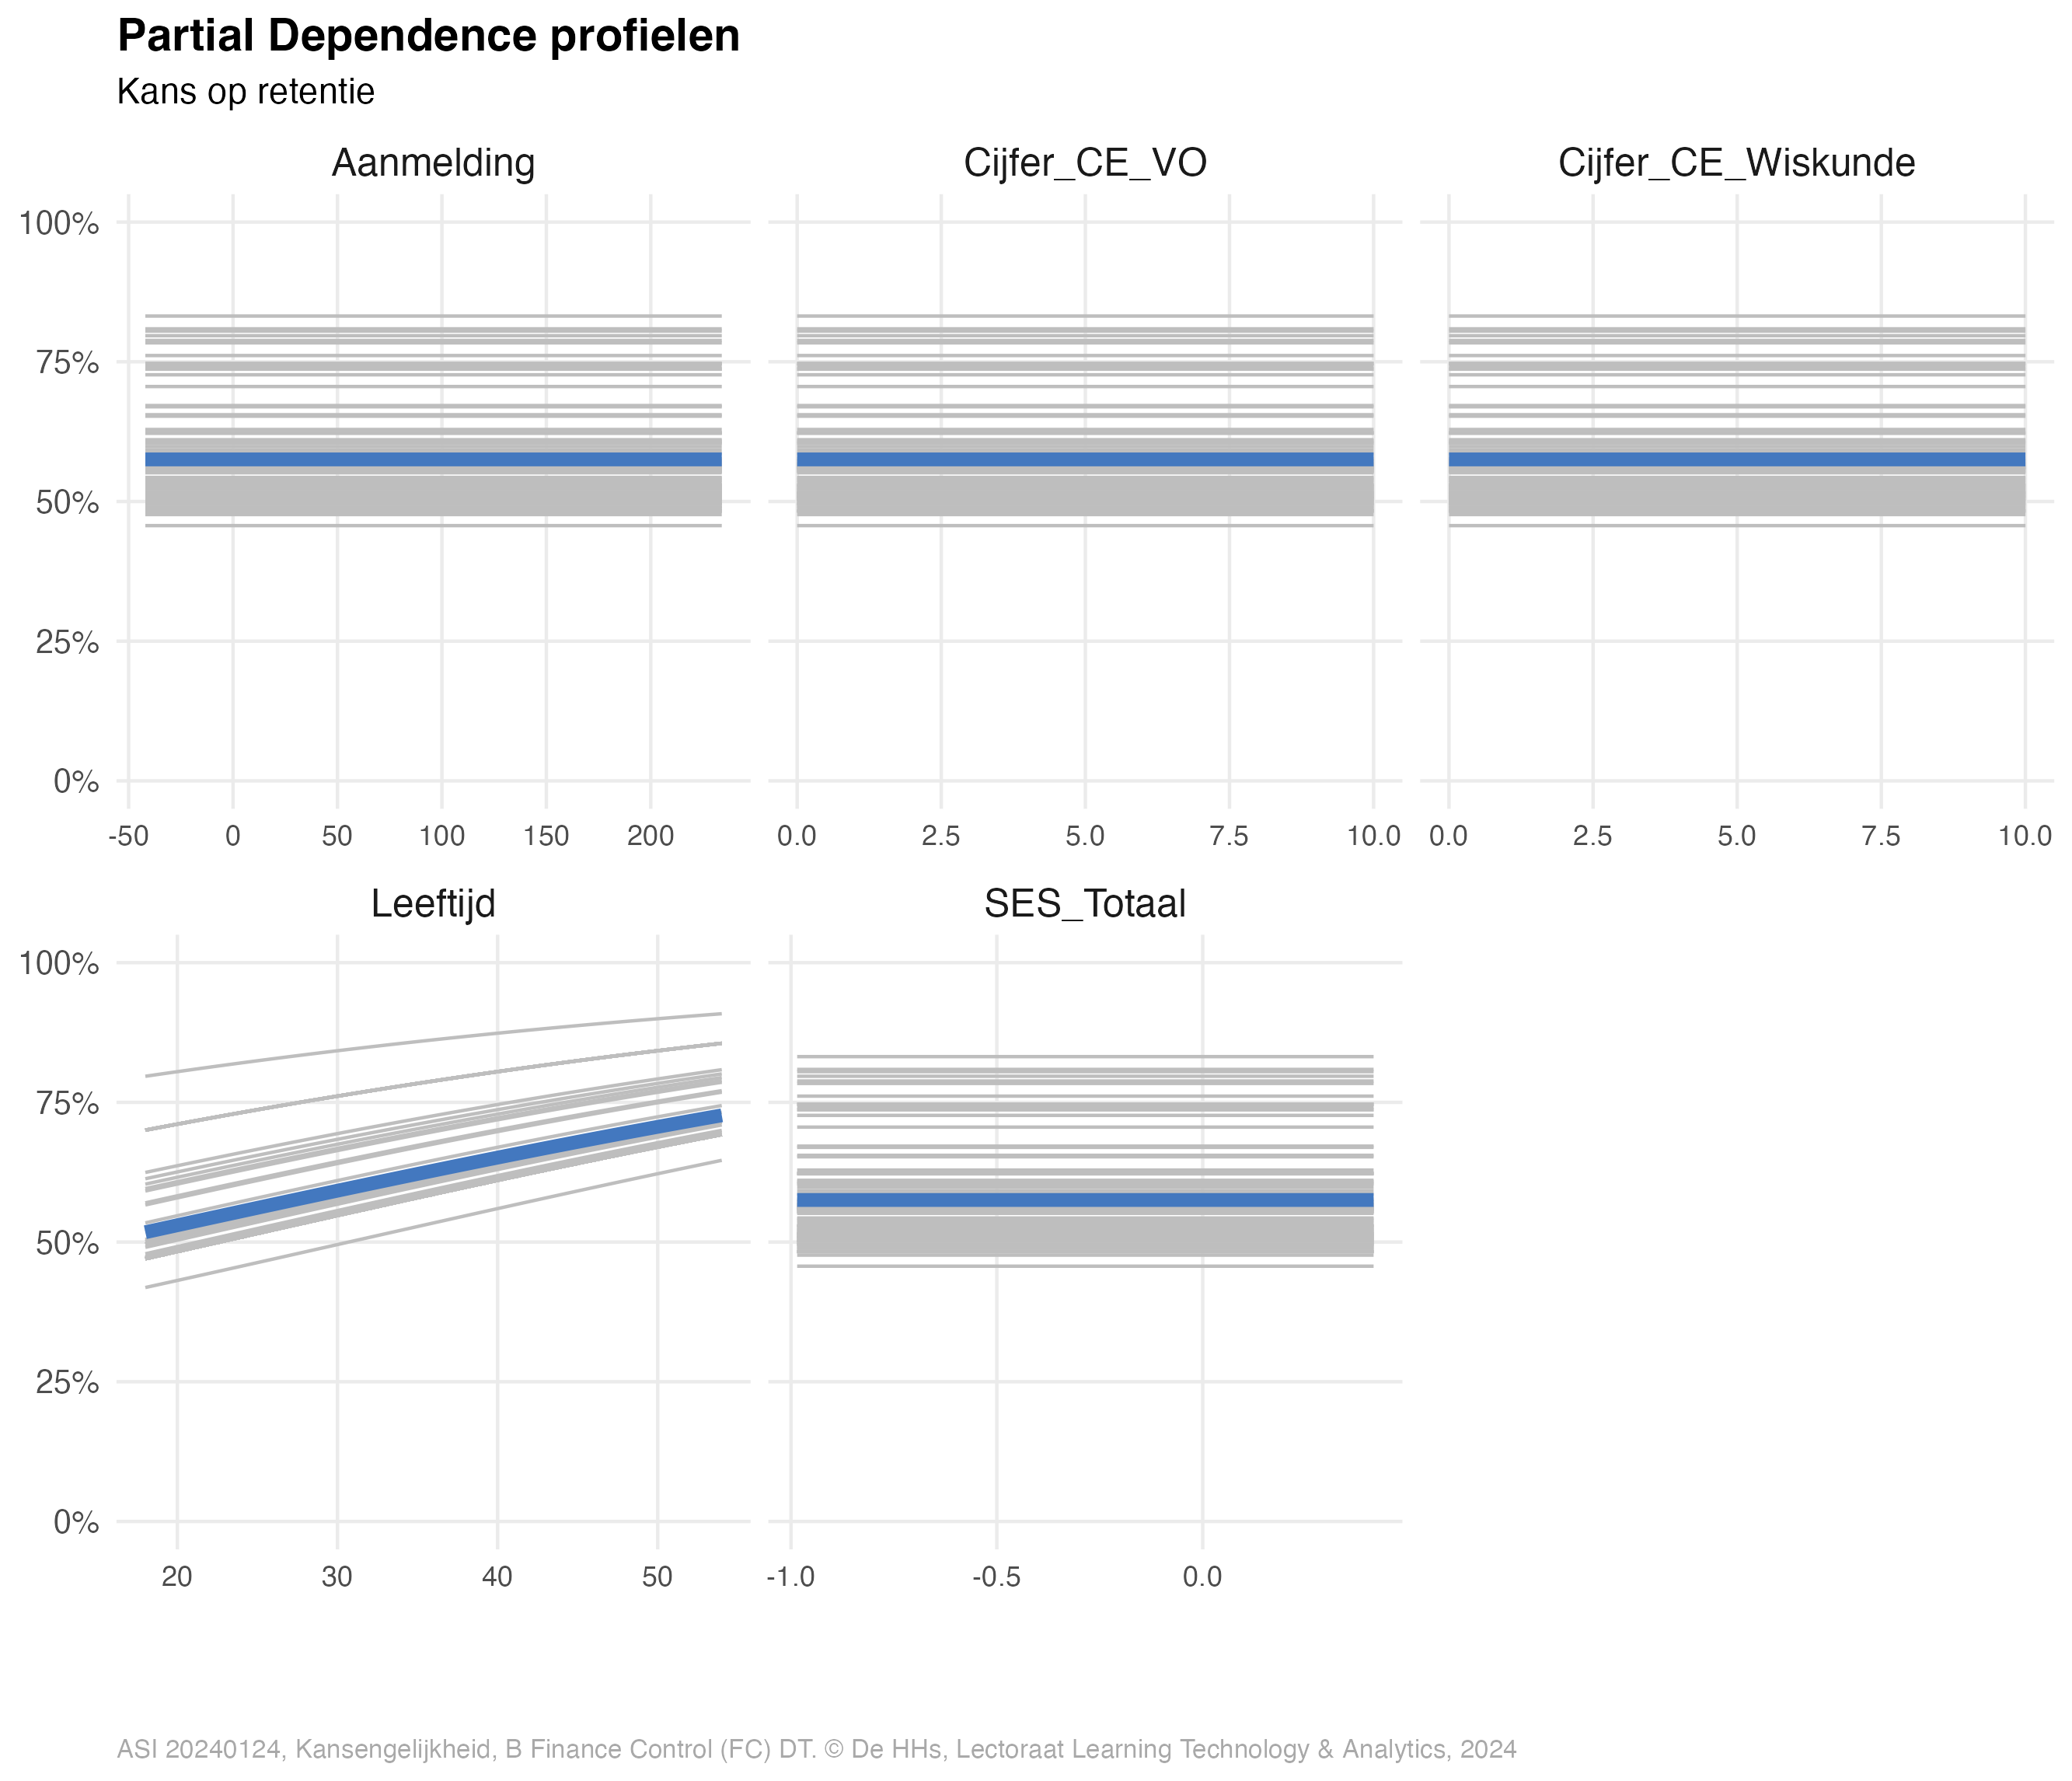 Partial Dependence profielen
Kans op retentie
Aanmelding Cijfer_CE_VO Cijfer_CE_Wiskunde
100%
75%
50%
25%
0%
-50 0 50 100 150 200 0.0 2.5 5.0 7.5 10.0 0.0 2.5 5.0 7.5 10.0
Leeftijd SES_Totaal
100%
75%
50%
25%
0%
20 30 40 50 -1.0 -0.5 0.0
ASI 20240124, Kansengelijkheid, B Finance Control (FC) DT. © De HHs, Lectoraat Learning Technology & Analytics, 2024